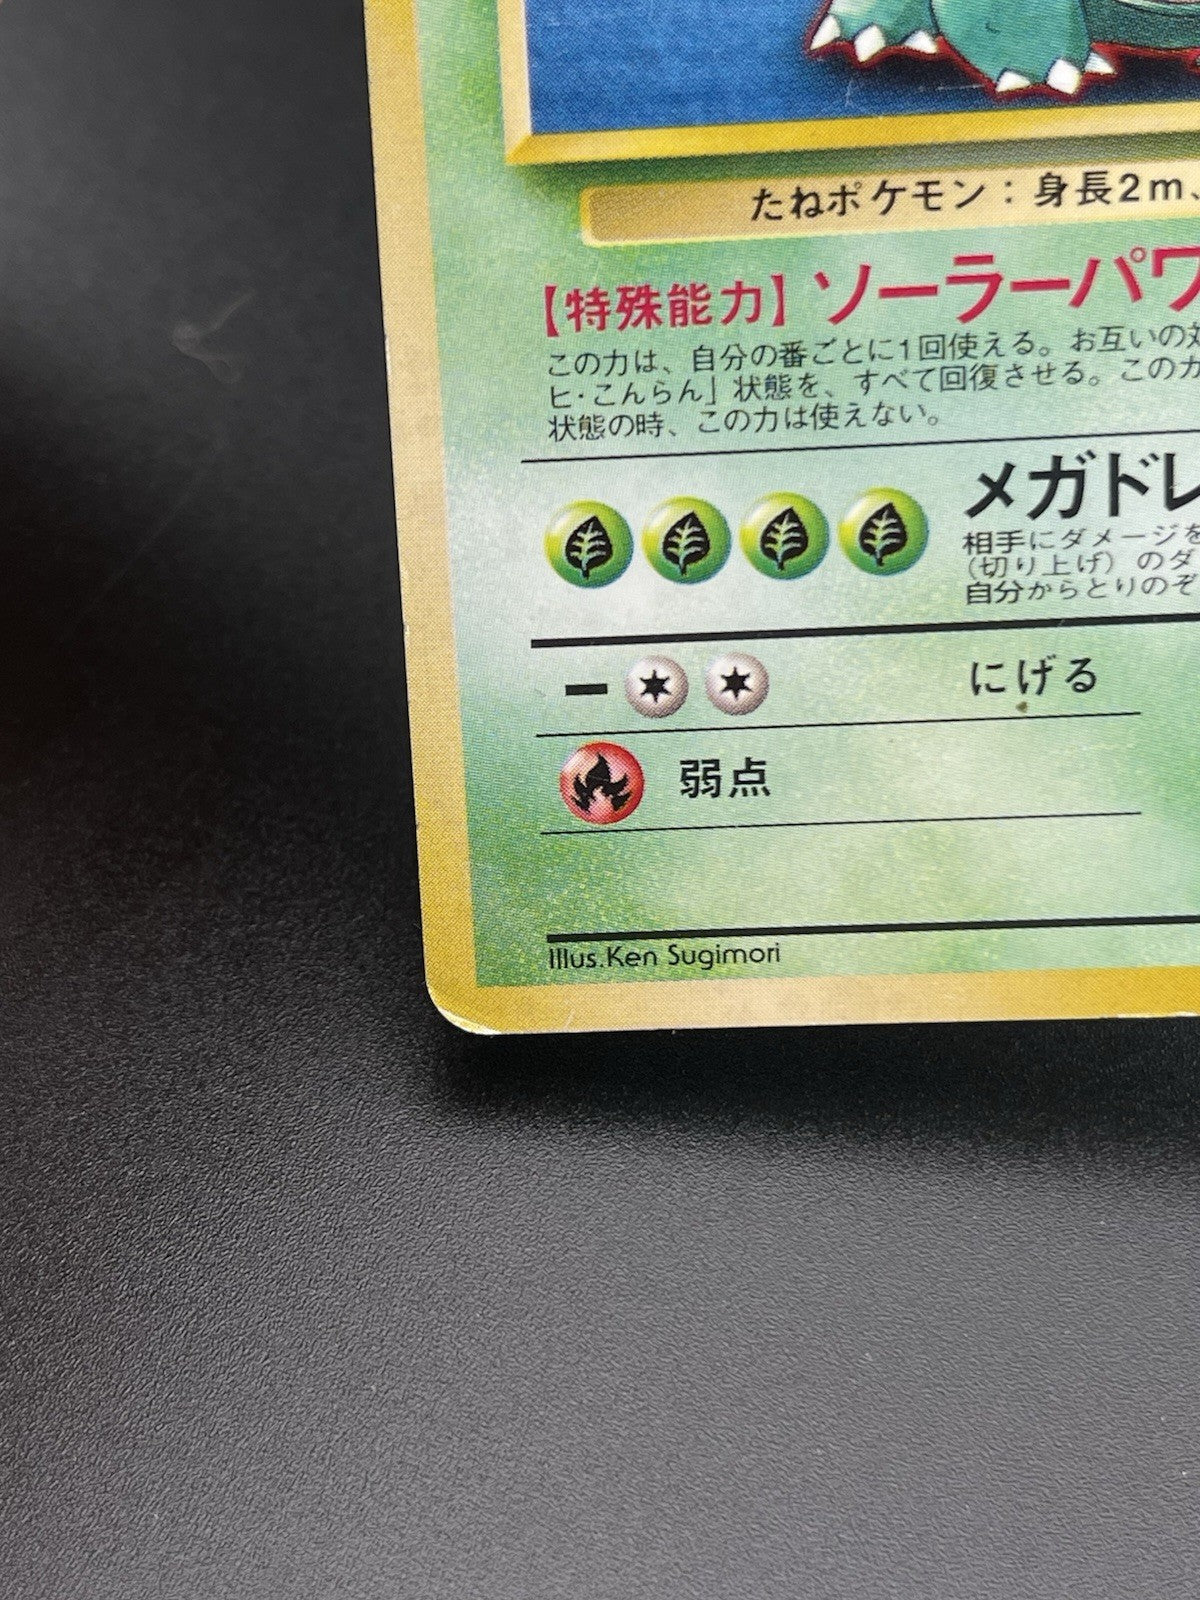 たねポケモン：身長2m、
【特殊能力】ソーラーパワ
この力は、自分の番ごとに1回使える。お互いの
ヒ・こんらん」状態を、すべて回復させる。この力
状態の時、この力は使えない。
メガドレ
相手にダメージを
（切り上げ）のダ
自分からとりのぞ
にげる
弱点
Illus.Ken Sugimori